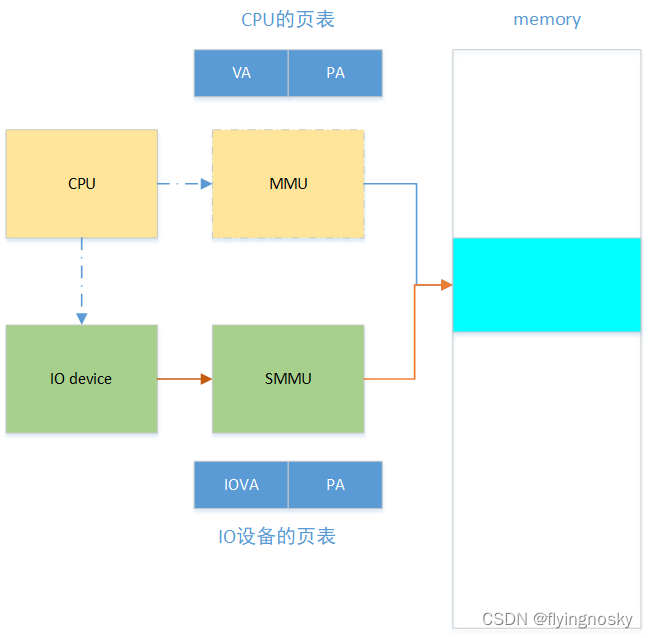 CPU的页表
memory
VA
PA
CPU
MMU
IO device
SMMU
IOVA
PA
IO设备的页表
CSDN @flyingnosky